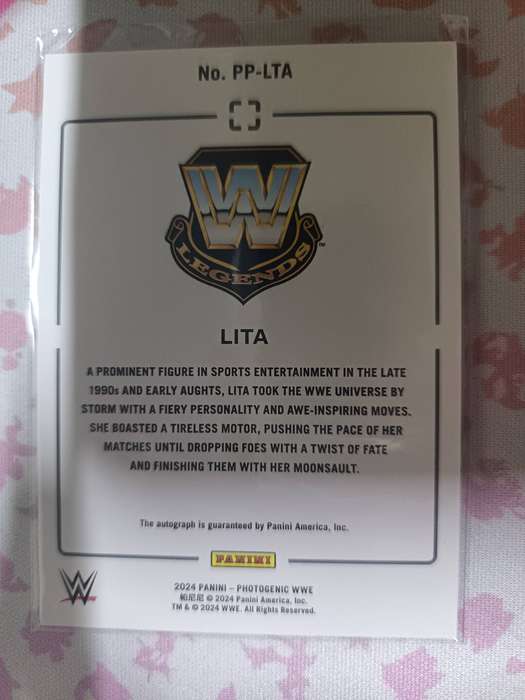 No. PP-LTA
W
LEGENDS
TM
LITA
A PROMINENT FIGURE IN SPORTS ENTERTAINMENT IN THE LATE
1990s AND EARLY AUGHTS, LITA TOOK THE WWE UNIVERSE BY
STORM WITH A FIERY PERSONALITY AND AWE-INSPIRING MOVES.
SHE BOASTED A TIRELESS MOTOR, PUSHING THE PACE OF HER
MATCHES UNTIL DROPPING FOES WITH A TWIST OF FATE
AND FINISHING THEM WITH HER MOONSAULT.
The autograph is guaranteed by Panini America, Inc.
PANINI
W
2024 PANINI – PHOTOGENIC WWE
帕尼尼 © 2024 Panini America, Inc.
TM & © 2024 WWE. All Rights Reserved.